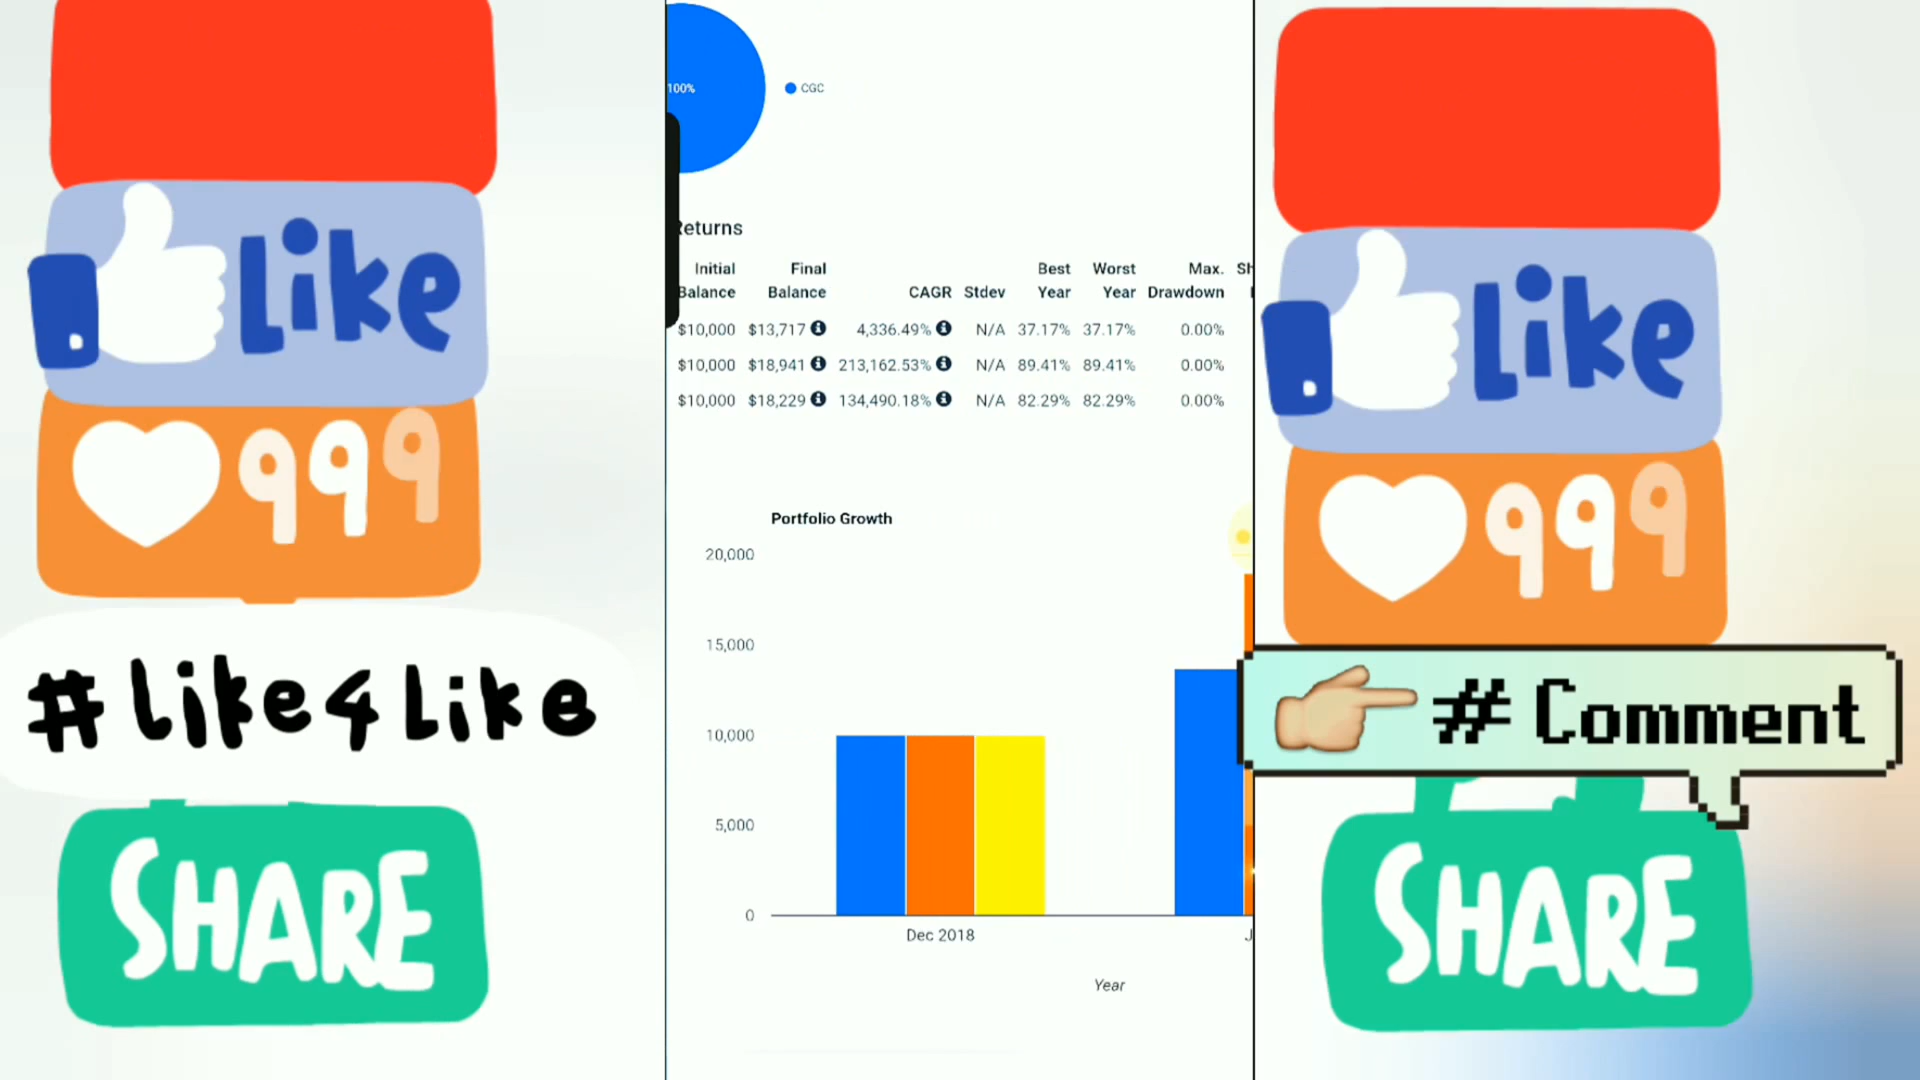 Like
999
#like4like
SHARE
100%
CGC
Returns
Initial Balance Final Balance CAGR Stdev Best Year Worst Year Max. Drawdown
$10,000 $13,717 4,336.49% N/A 37.17% 37.17% 0.00%
$10,000 $18,941 213,162.53% N/A 89.41% 89.41% 0.00%
$10,000 $18,229 134,490.18% N/A 82.29% 82.29% 0.00%
Portfolio Growth
20,000
15,000
10,000
5,000
0
Dec 2018
Year
Like
999
# Comment
SHARE